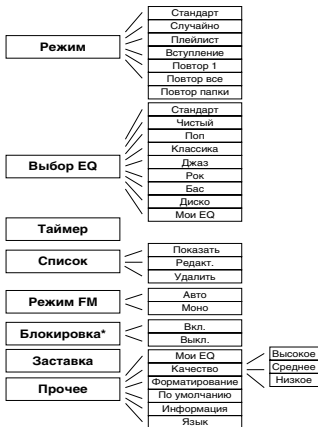 Режим
Стандарт
Случайно
Плейлист
Вступление
Повтор 1
Повтор все
Повтор папки
Выбор EQ
Стандарт
Чистый
Поп
Классика
Джаз
Рок
Бас
Диско
Мои EQ
Таймер
Список
Показать
Редакт.
Удалить
Режим FM
Авто
Моно
Блокировка*
Вкл.
Выкл.
Заставка
Прочее
Мои EQ
Качество
Высокое
Среднее
Низкое
Форматирование
По умолчанию
Информация
Язык